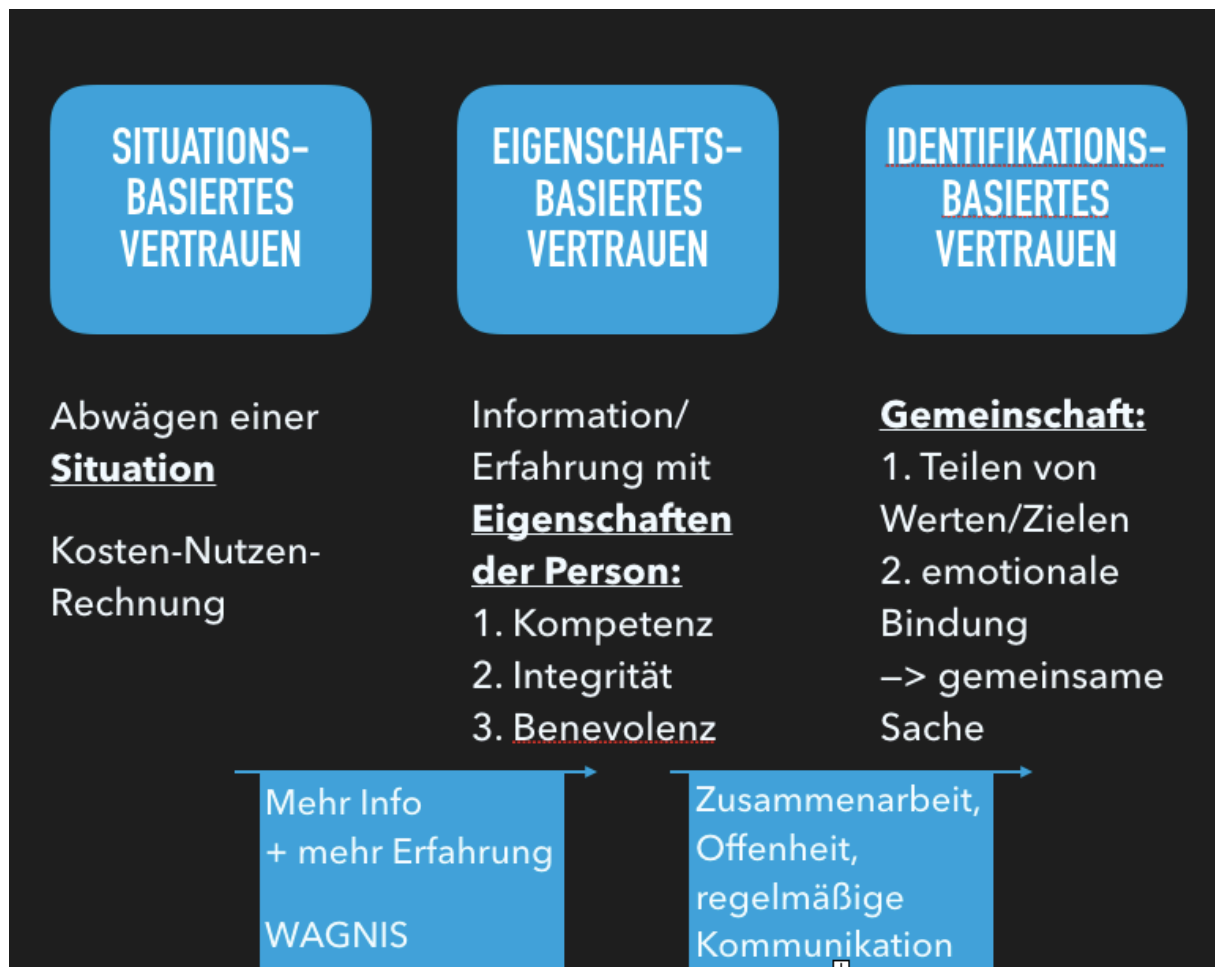 SITUATIONS-
BASIERTES
VERTRAUEN
EIGENSCHAFTS-
BASIERTES
VERTRAUEN
IDENTIFIKATIONS-
BASIERTES
VERTRAUEN
Abwägen einer
Situation
Kosten-Nutzen-
Rechnung
Information/
Erfahrung mit
Eigenschaften
der Person:
1. Kompetenz
2. Integrität
3. Benevolenz
Gemeinschaft:
1. Teilen von
Werten/Zielen
2. emotionale
Bindung
—> gemeinsame
Sache
Mehr Info
+ mehr Erfahrung
WAGNIS
Zusammenarbeit,
Offenheit,
regelmäßige
Kommunikation